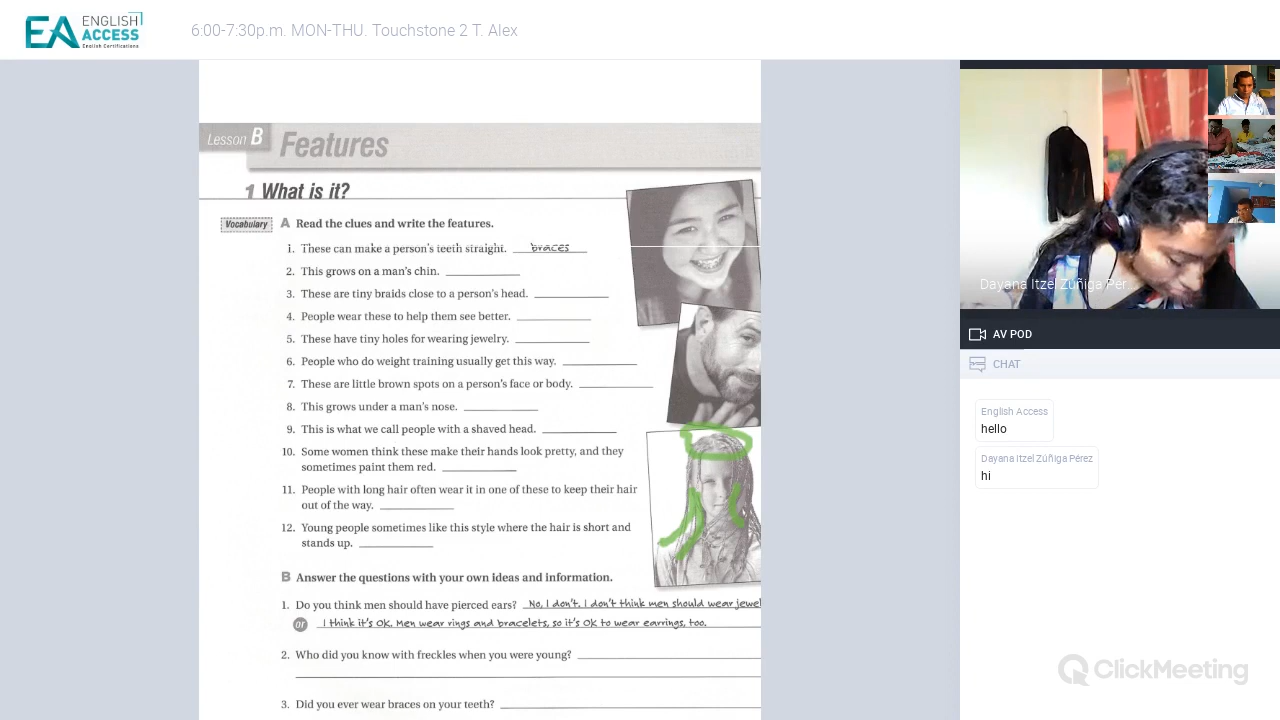 EA ENGLISH ACCESS
English Certifications
6:00-7:30p.m. MON-THU. Touchstone 2 T. Alex
Lesson B Features
1 What is it?
Vocabulary A Read the clues and write the features.
1. These can make a person's teeth straight. braces
2. This grows on a man's chin.
3. These are tiny braids close to a person's head.
4. People wear these to help them see better.
5. These have tiny holes for wearing jewelry.
6. People who do weight training usually get this way.
7. These are little brown spots on a person's face or body.
8. This grows under a man's nose.
9. This is what we call people with a shaved head.
10. Some women think these make their hands look pretty, and they
sometimes paint them red.
11. People with long hair often wear it in one of these to keep their hair
out of the way.
12. Young people sometimes like this style where the hair is short and
stands up.
B Answer the questions with your own ideas and information.
1. Do you think men should have pierced ears? No, I don't. I don't think men should wear jewel
or I think it's OK. Men wear rings and bracelets, so it's OK to wear earrings, too.
2. Who did you know with freckles when you were young?
3. Did you ever wear braces on your teeth?
Dayana Itzel Zúñiga Pér...
AV POD
CHAT
English Access
hello
Dayana Itzel Zúñiga Pérez
hi
ClickMeeting